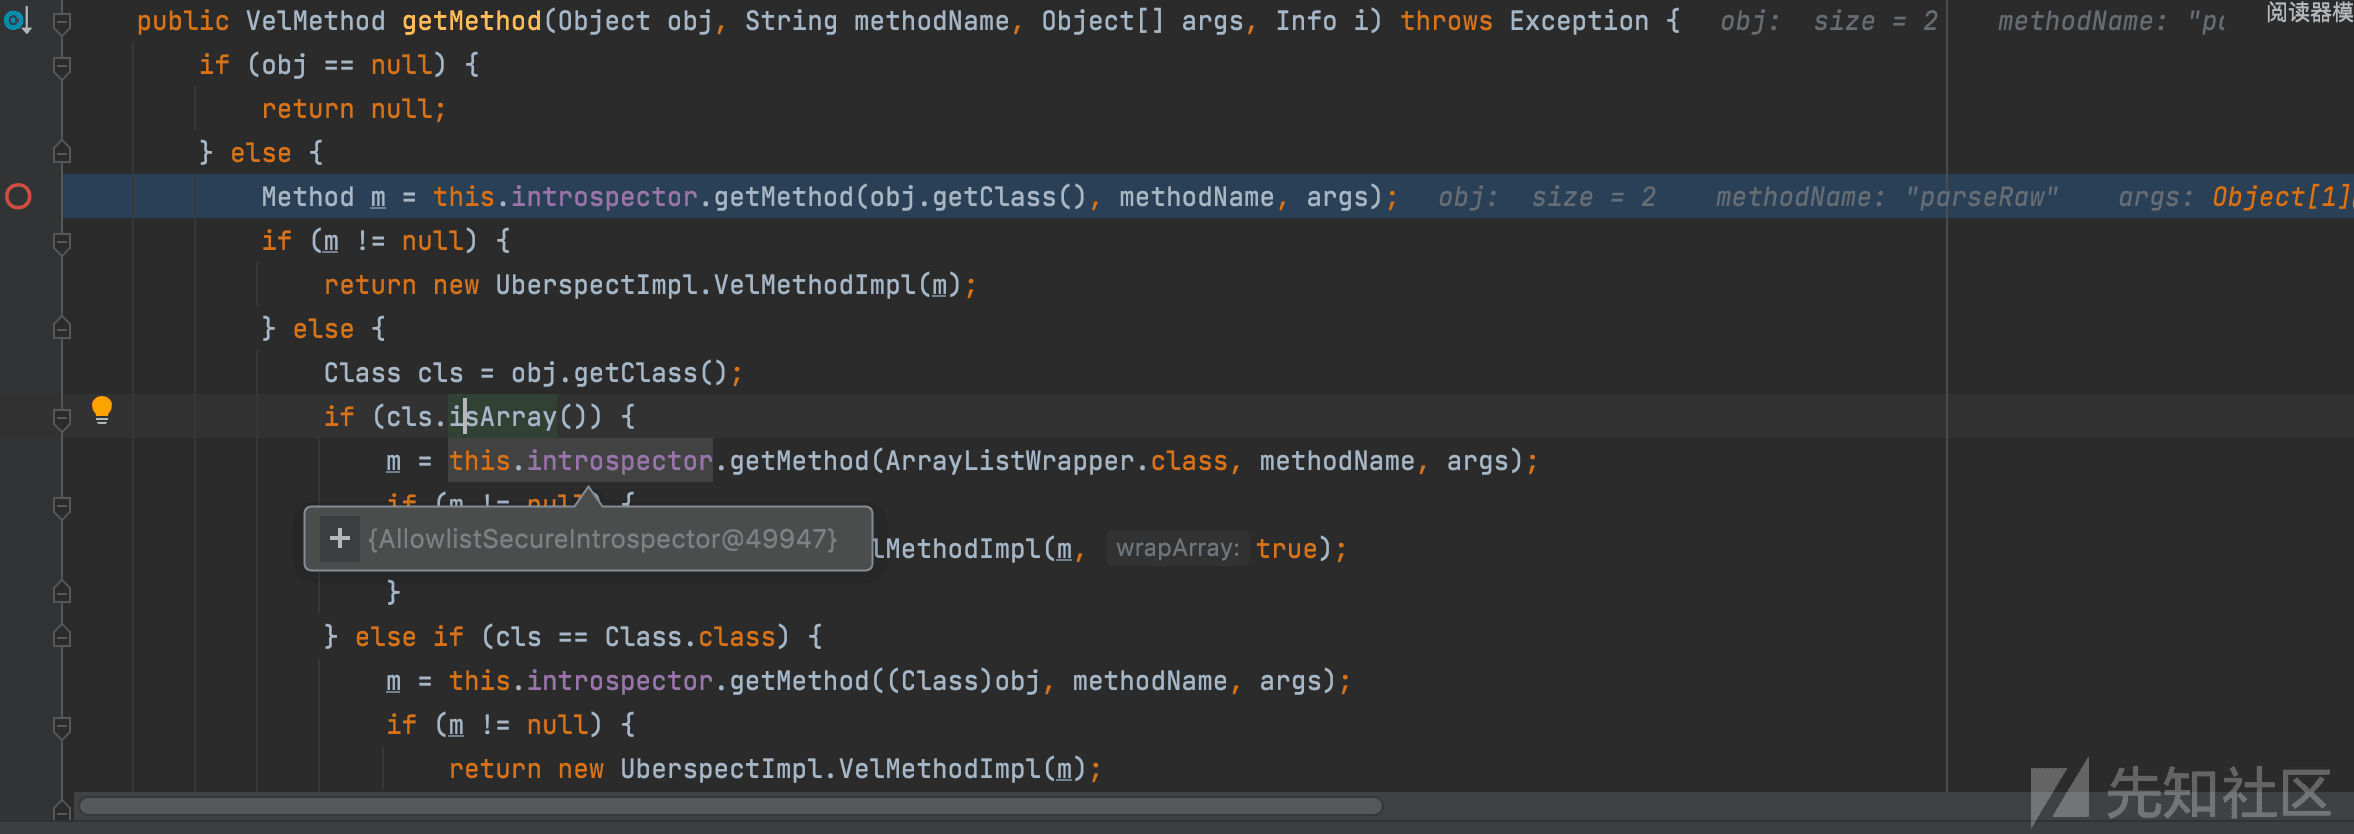 public VelMethod getMethod(Object obj, String methodName, Object[] args, Info i) throws Exception { obj: size = 2 methodName: "pa
阅读器模
if (obj == null) {
return null;
} else {
Method m = this.introspector.getMethod(obj.getClass(), methodName, args); obj: size = 2 methodName: "parseRaw" args: Object[1]
if (m != null) {
return new UberspectImpl.VelMethodImpl(m);
} else {
Class cls = obj.getClass();
if (cls.isArray()) {
m = this.introspector.getMethod(ArrayListWrapper.class, methodName, args);
if (m != null) {
+ {AllowlistSecureIntrospector@49947}
lMethodImpl(m, wrapArray: true);
}
} else if (cls == Class.class) {
m = this.introspector.getMethod((Class)obj, methodName, args);
if (m != null) {
return new UberspectImpl.VelMethodImpl(m);
先知社区